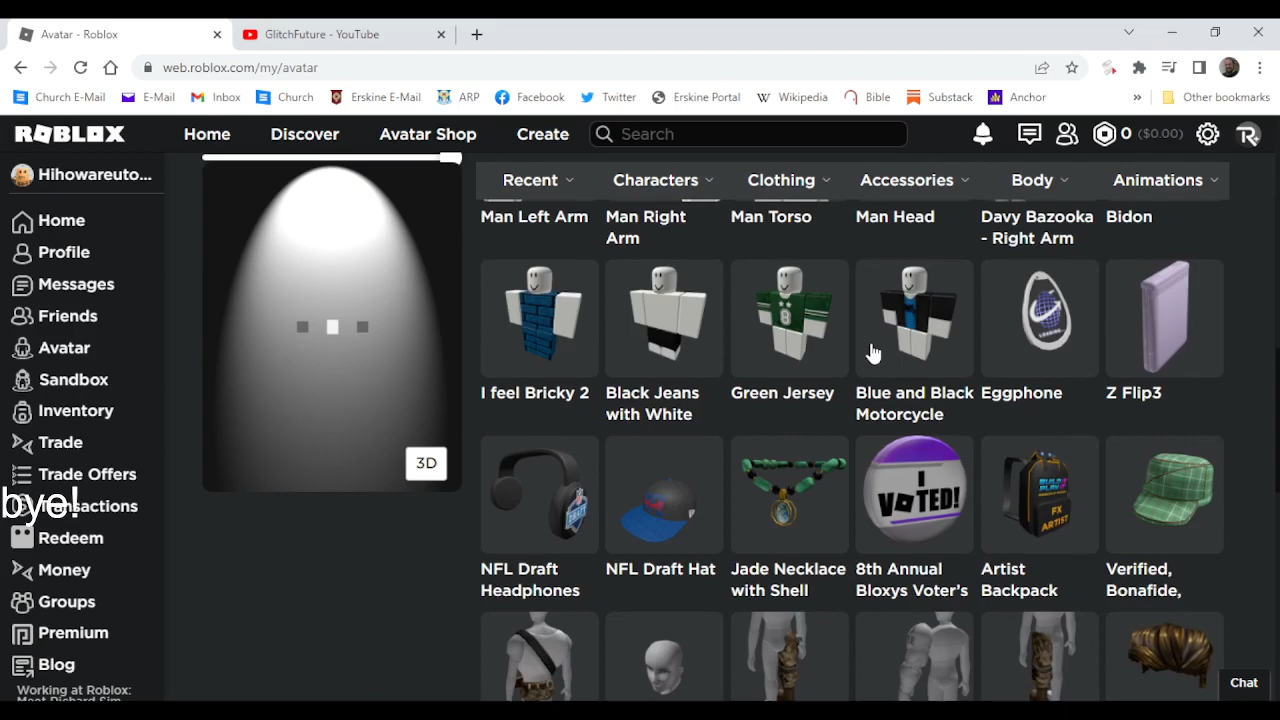 Avatar - Roblox
GlitchFuture - YouTube
web.roblox.com/my/avatar
Church E-Mail E-Mail Inbox Church Erskine E-Mail ARP Facebook Twitter Erskine Portal Wikipedia Bible Substack Anchor » Other bookmarks
ROBLOX Home Discover Avatar Shop Create Search 0 ($0.00)
Hihowareuto...
Home
Profile
Messages
Friends
Avatar
Sandbox
Inventory
Trade
Trade Offers
Transactions
bye!
Redeem
Money
Groups
Premium
Blog
Working at Roblox:
3D
Recent Characters Clothing Accessories Body Animations
Man Left Arm
Man Right
Arm
Man Torso
Man Head
Davy Bazooka
- Right Arm
Bidon
8
LOADING...
I feel Bricky 2
Black Jeans
with White
Green Jersey
Blue and Black
Motorcycle
Eggphone
Z Flip3
I
VOTED!
FX
ARTIST
NFL Draft
Headphones
NFL Draft Hat
Jade Necklace
with Shell
8th Annual
Bloxys Voter's
Artist
Backpack
Verified,
Bonafide,
Chat